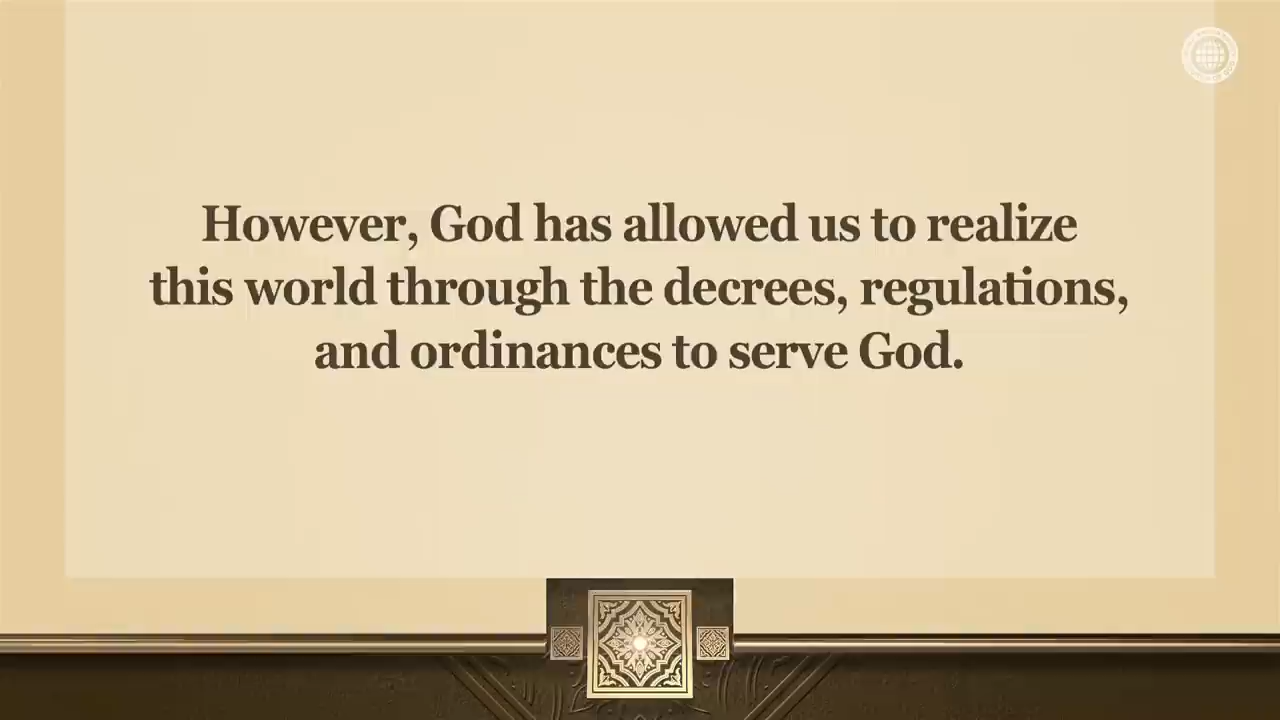 However, God has allowed us to realize
this world through the decrees, regulations,
and ordinances to serve God.